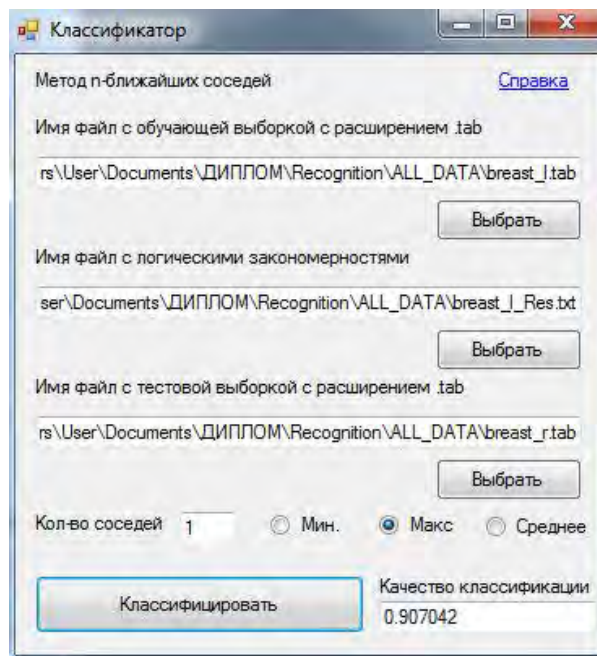 Классификатор
Метод n-ближайших соседей Справка
Имя файл с обучающей выборкой с расширением .tab
rs\User\Documents\ДИПЛОМ\Recognition\ALL_DATA\breast_l.tab
Выбрать
Имя файл с логическими закономерностями
ser\Documents\ДИПЛОМ\Recognition\ALL_DATA\breast_l_Res.txt
Выбрать
Имя файл с тестовой выборкой с расширением .tab
rs\User\Documents\ДИПЛОМ\Recognition\ALL_DATA\breast_r.tab
Выбрать
Кол-во соседей 1 Мин. Макс Среднее
Качество классификации
Классифицировать 0.907042